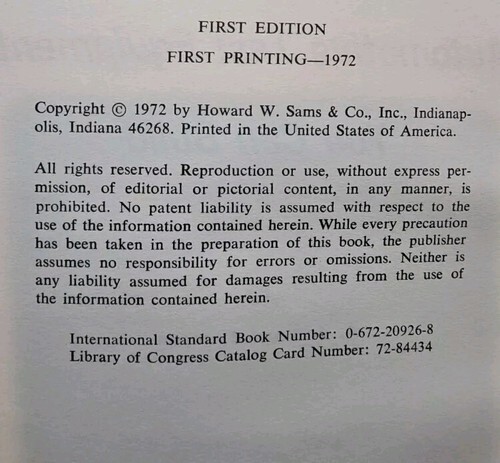 FIRST EDITION
FIRST PRINTING—1972
Copyright © 1972 by Howard W. Sams & Co., Inc., Indianap-
olis, Indiana 46268. Printed in the United States of America.
All rights reserved. Reproduction or use, without express per-
mission, of editorial or pictorial content, in any manner, is
prohibited. No patent liability is assumed with respect to the
use of the information contained herein. While every precaution
has been taken in the preparation of this book, the publisher
assumes no responsibility for errors or omissions. Neither is
any liability assumed for damages resulting from the use of
the information contained herein.
International Standard Book Number: 0-672-20926-8
Library of Congress Catalog Card Number: 72-84434